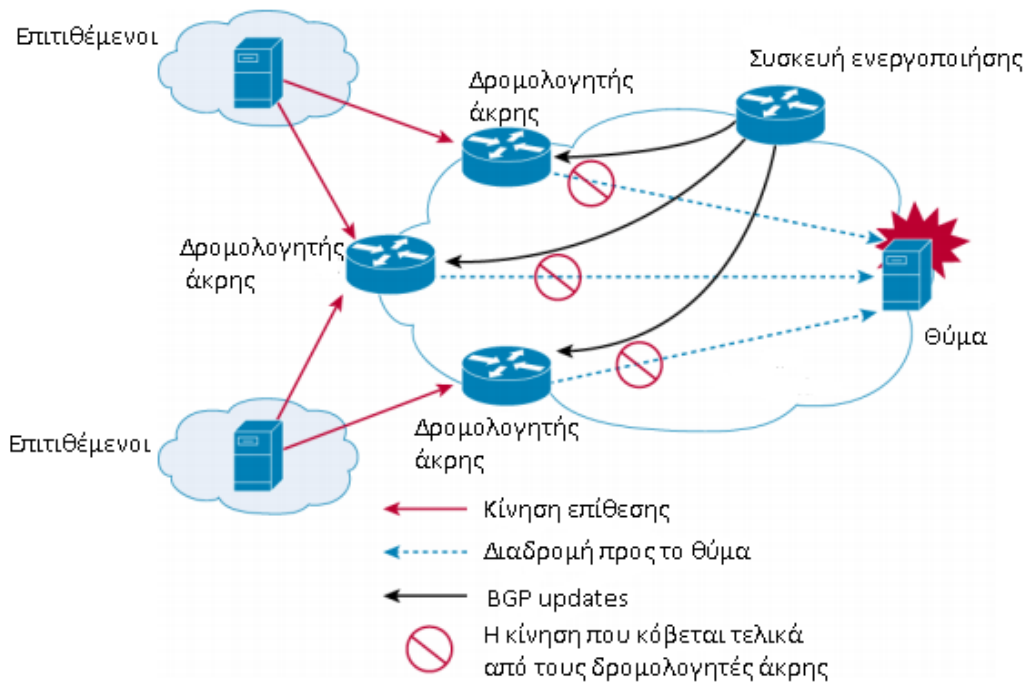 Επιτιθέμενοι
Συσκευή ενεργοποιήσης
Δρομολογητής
άκρης
Δρομολογητής
άκρης
Θύμα
Δρομολογητής
άκρης
Επιτιθέμενοι
Κίνηση επίθεσης
Διαδρομή προς το θύμα
BGP updates
Η κίνηση που κόβεται τελικά
από τους δρομολογητές άκρης